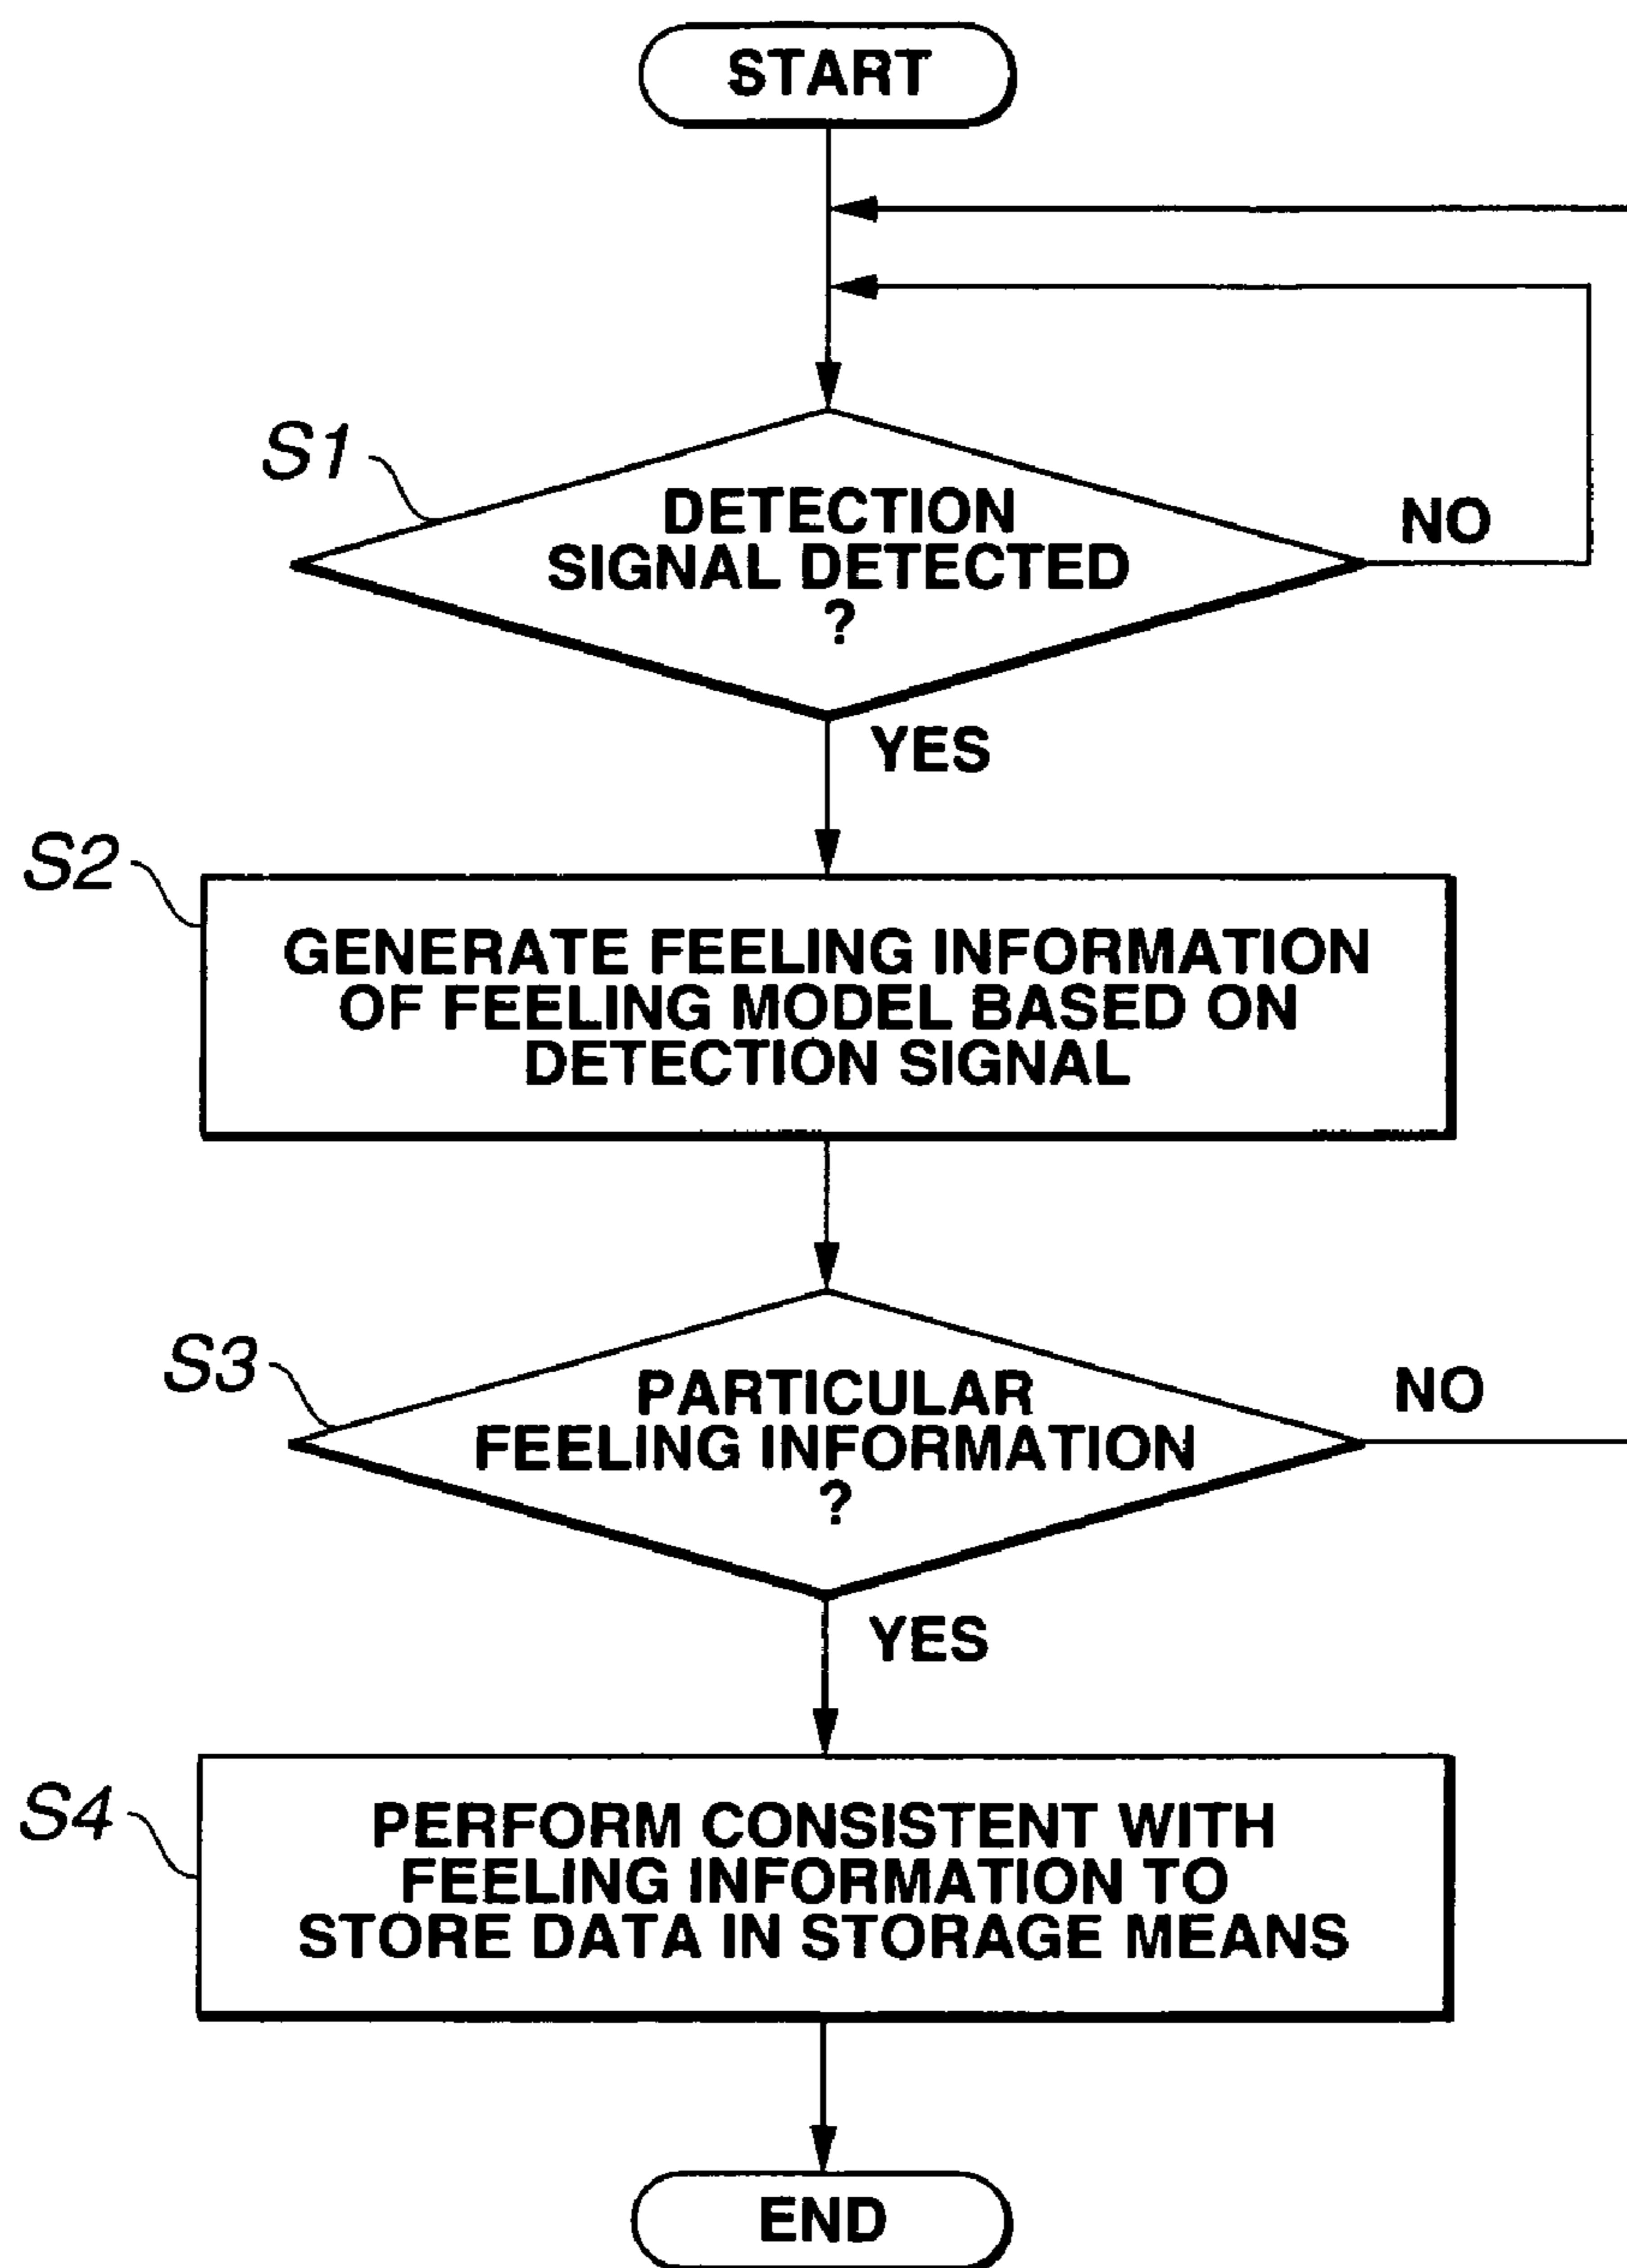 START
S1
DETECTION
SIGNAL DETECTED
?
NO
YES
S2
GENERATE FEELING INFORMATION
OF FEELING MODEL BASED ON
DETECTION SIGNAL
S3
PARTICULAR
FEELING INFORMATION
?
NO
YES
S4
PERFORM CONSISTENT WITH
FEELING INFORMATION TO
STORE DATA IN STORAGE MEANS
END